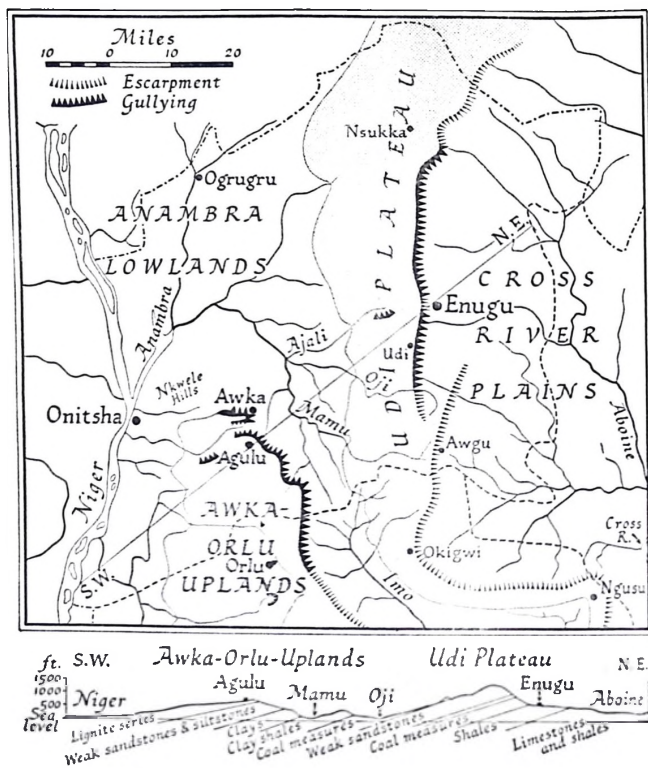 Miles
10 0 10 20
Escarpment
Gullying
Nsukka
Ogrugru
ANAMBRA
LOWLANDS
UDI PLATEAU
N.E.
CROSS
RIVER
PLAINS
Enugu
Anambra
Ajali
Udi
Oji
Nkwele
Hills
Awka
Onitsha
Mamu
Aboine
Agulu
Awgu
Niger
AWKA-
ORLU
UPLANDS
Orlu
Cross
R.
Okigwi
S.W.
Imo
Ngusu
ft. S.W. Awka-Orlu-Uplands Udi Plateau N.E.
1500
1000
500
Sea
level
Niger Agulu Mamu Oji Enugu Aboine
Lignite series
Weak sandstones & siltstones
Clays
Clay shales
Coal measures
Weak sandstones
Coal measures
Shales
Limestones
and shales